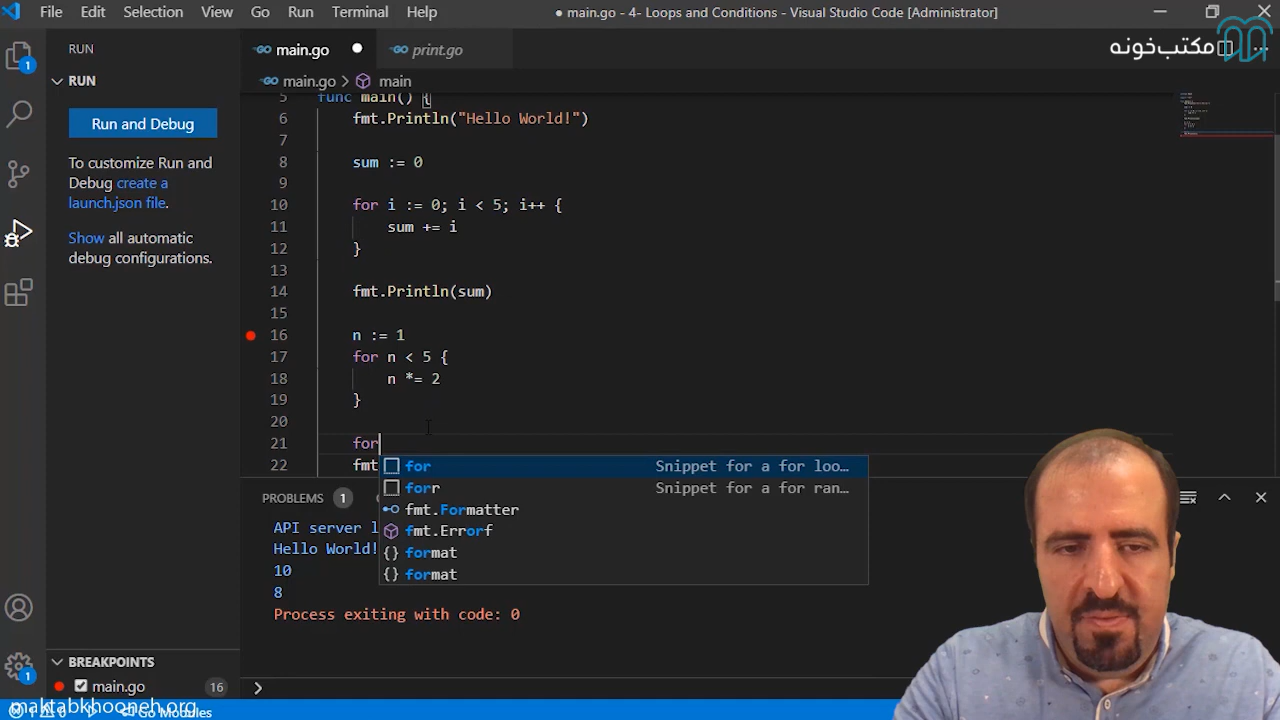 File Edit Selection View Go Run Terminal Help
● main.go - 4- Loops and Conditions - Visual Studio Code [Administrator]
مکتب‌خونه
RUN
main.go
print.go
RUN
main.go > main
Run and Debug
To customize Run and
Debug create a
launch.json file.
Show all automatic
debug configurations.
5 func main() {
6 fmt.Println("Hello World!")
7
8 sum := 0
9
10 for i := 0; i < 5; i++ {
11 sum += i
12 }
13
14 fmt.Println(sum)
15
16 n := 1
17 for n < 5 {
18 n *= 2
19 }
20
21 for
22 fmt
for Snippet for a for loo…
forr Snippet for a for ran…
fmt.Formatter
fmt.Errorf
format
format
PROBLEMS 1
API server l
Hello World!
10
8
Process exiting with code: 0
BREAKPOINTS
main.go 16
maktabkhooneh.org
Go Modules